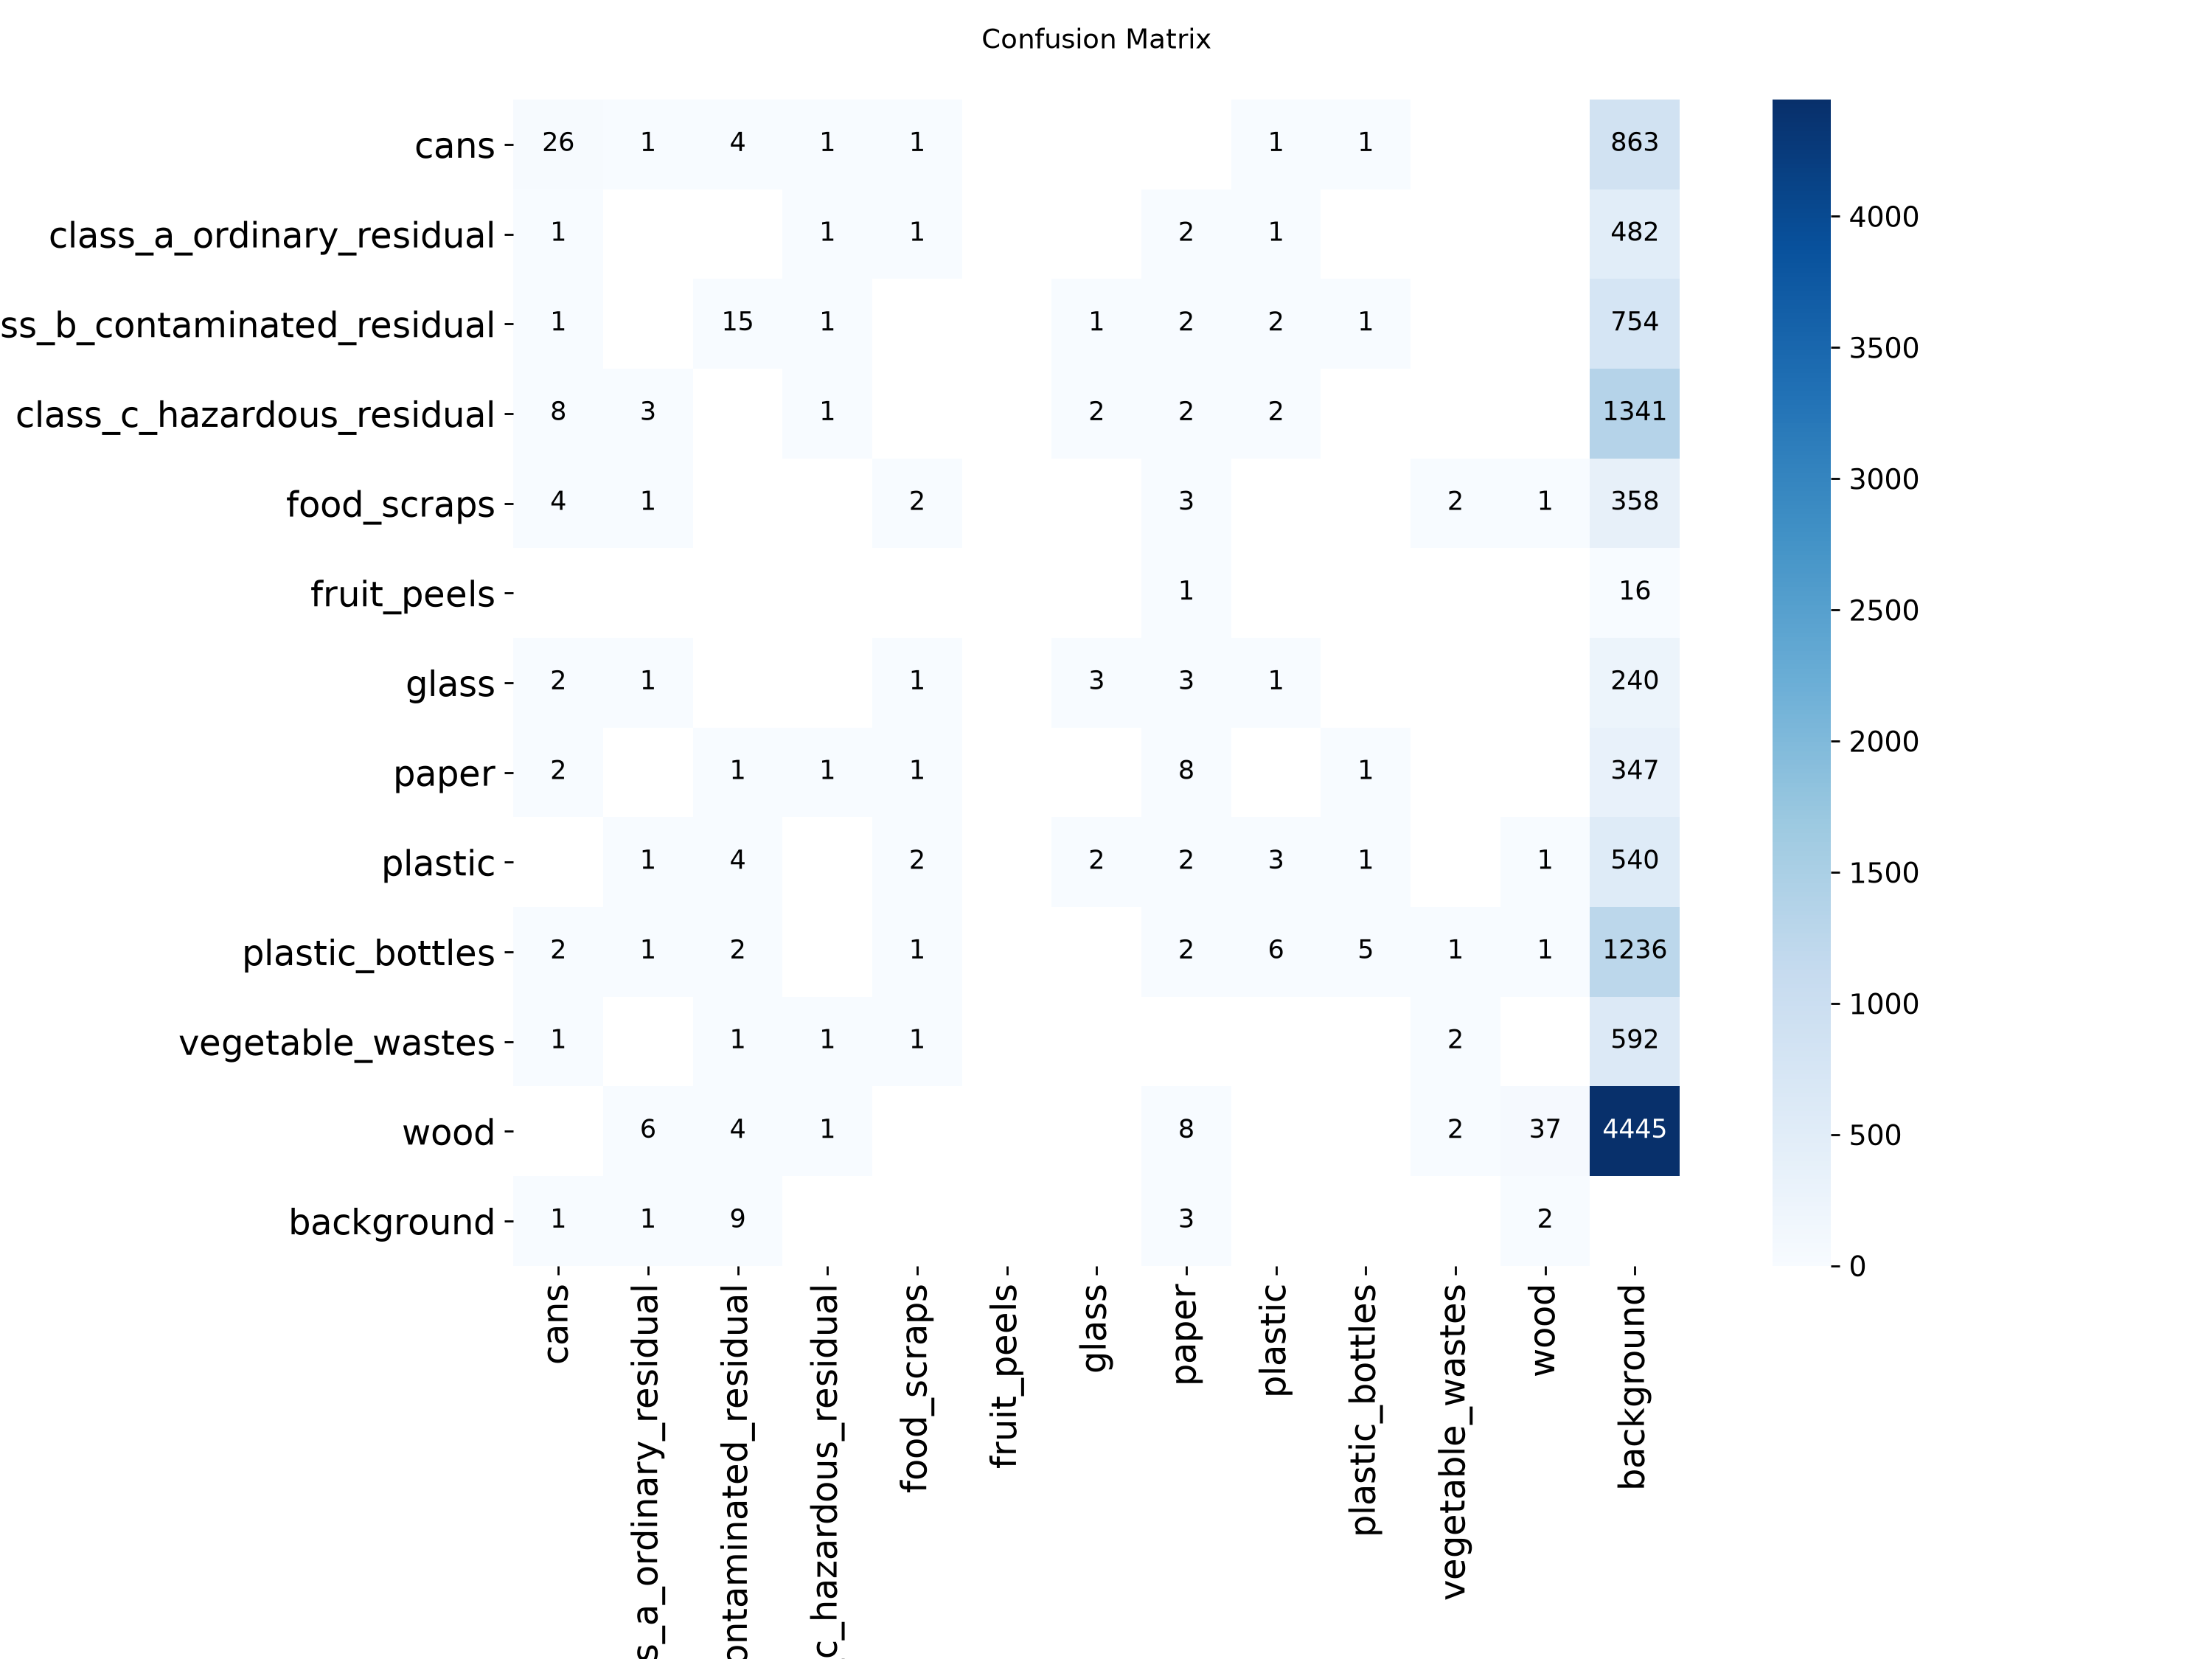 Confusion Matrix
cans 26 1 4 1 1 1 1 863
class_a_ordinary_residual 1 1 1 2 1 482
ss_b_contaminated_residual 1 15 1 1 2 2 1 754
class_c_hazardous_residual 8 3 1 2 2 2 1341
food_scraps 4 1 2 3 2 1 358
fruit_peels 1 16
glass 2 1 1 3 3 1 240
paper 2 1 1 1 8 1 347
plastic 1 4 2 2 2 3 1 1 540
plastic_bottles 2 1 2 1 2 6 5 1 1 1236
vegetable_wastes 1 1 1 1 2 592
wood 6 4 1 8 2 37 4445
background 1 1 9 3 2
cans
s_a_ordinary_residual
ontaminated_residual
c_hazardous_residual
food_scraps
fruit_peels
glass
paper
plastic
plastic_bottles
vegetable_wastes
wood
background
4000
3500
3000
2500
2000
1500
1000
500
0